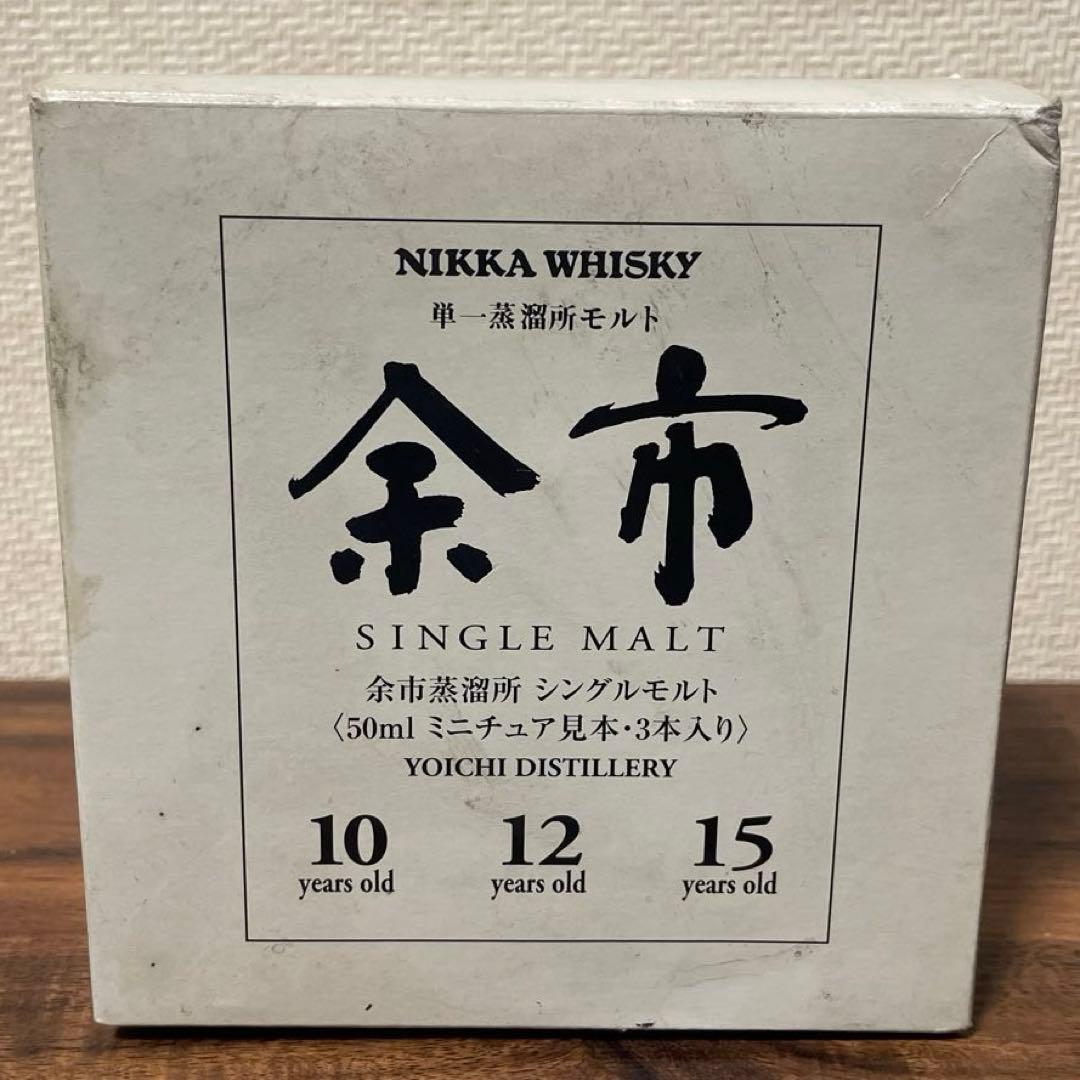 NIKKA WHISKY
単一蒸溜所モルト
余市
SINGLE MALT
余市蒸溜所 シングルモルト
〈50ml ミニチュア見本・3本入り〉
YOICHI DISTILLERY
10 12 15
years old years old years old